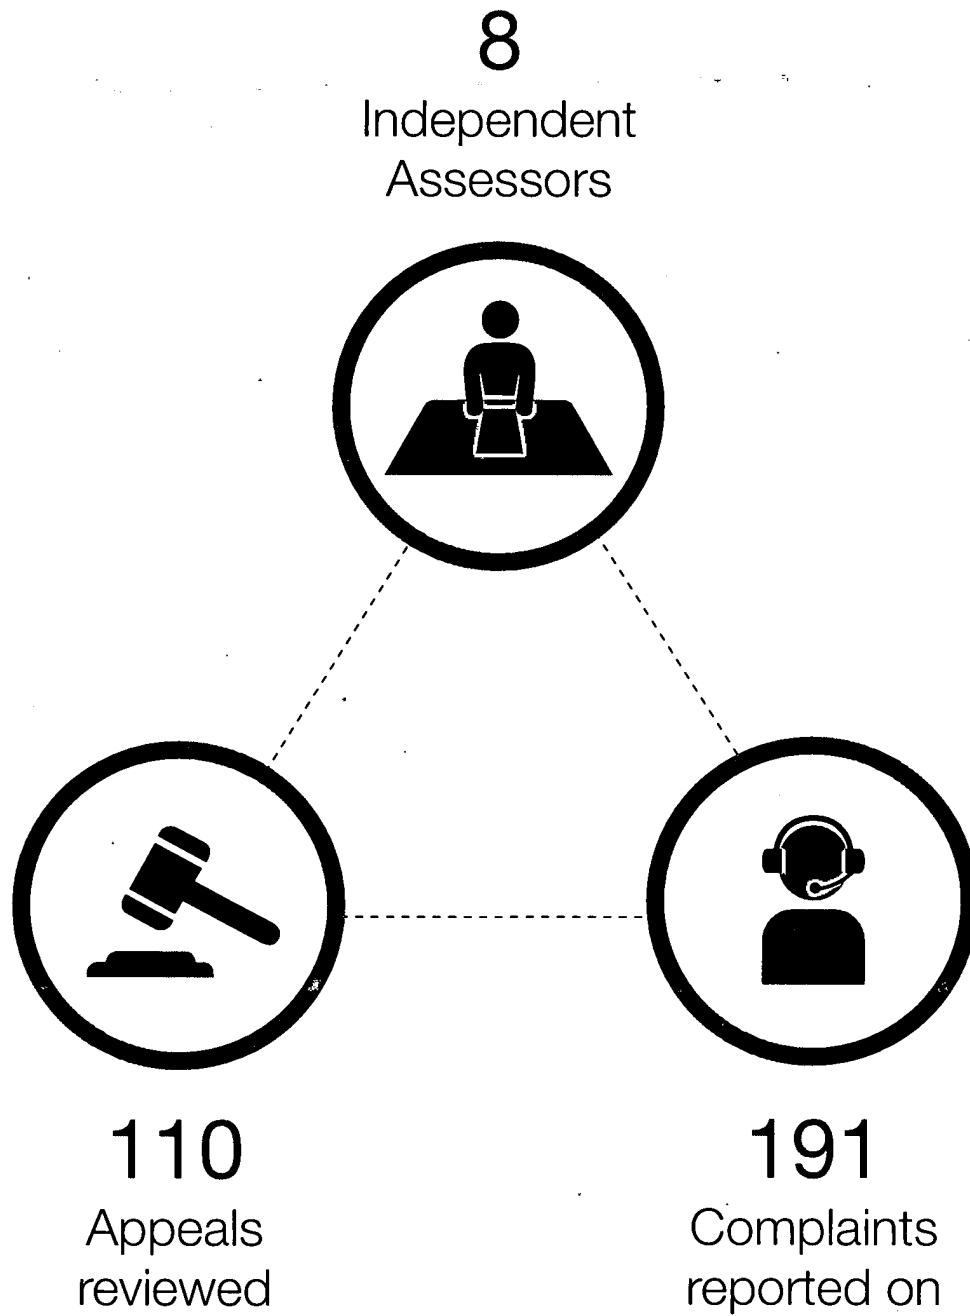 8
Independent
Assessors
110
Appeals
reviewed
191
Complaints
reported on